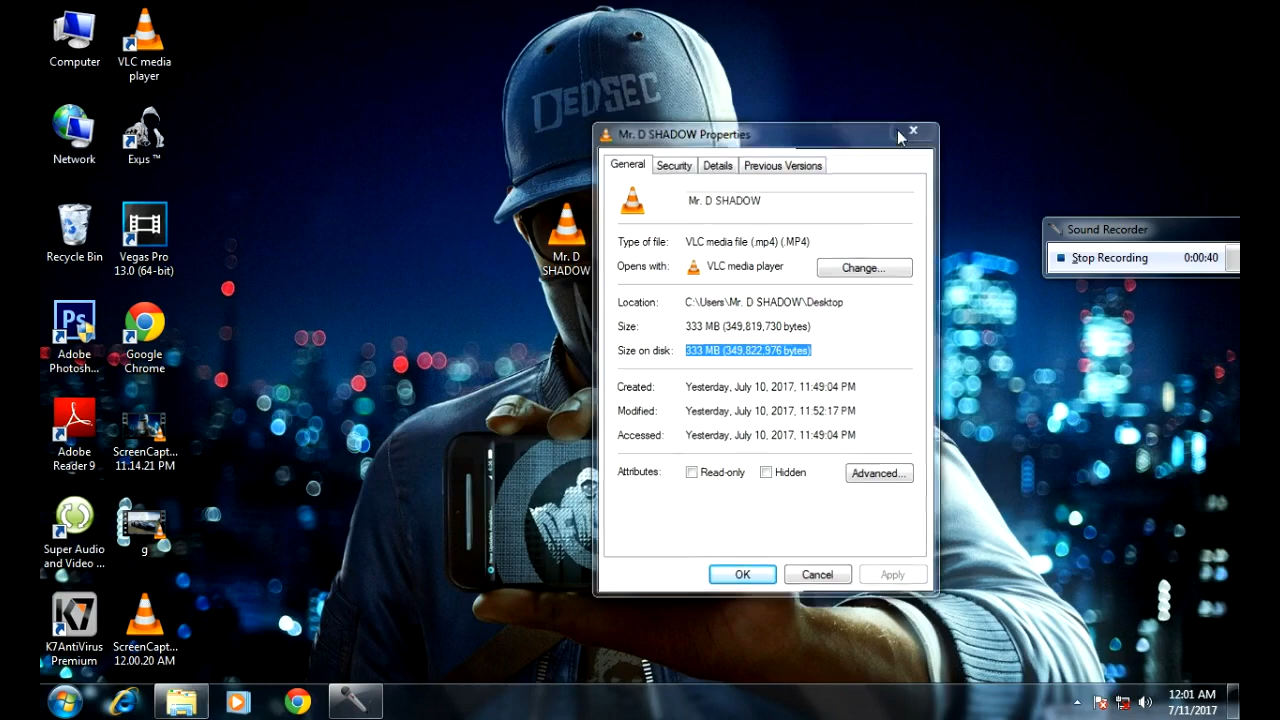 Computer
VLC media
player
Network
Exµs ™
Recycle Bin
Vegas Pro
13.0 (64-bit)
Ps
Adobe
Photosh...
Google
Chrome
Adobe
Reader 9
ScreenCapt...
11.14.21 PM
Super Audio
and Video ...
g
K7
K7AntiVirus
Premium
ScreenCapt...
12.00.20 AM
DEDSEC
Mr. D
SHADOW
Mr. D SHADOW Properties
General Security Details Previous Versions
Mr. D SHADOW
Type of file: VLC media file (.mp4) (.MP4)
Opens with: VLC media player Change...
Location: C:\Users\Mr. D SHADOW\Desktop
Size: 333 MB (349,819,730 bytes)
Size on disk: 333 MB (349,822,976 bytes)
Created: Yesterday, July 10, 2017, 11:49:04 PM
Modified: Yesterday, July 10, 2017, 11:52:17 PM
Accessed: Yesterday, July 10, 2017, 11:49:04 PM
Attributes: Read-only Hidden Advanced...
OK Cancel Apply
Sound Recorder
Stop Recording 0:00:40
12:01 AM
7/11/2017